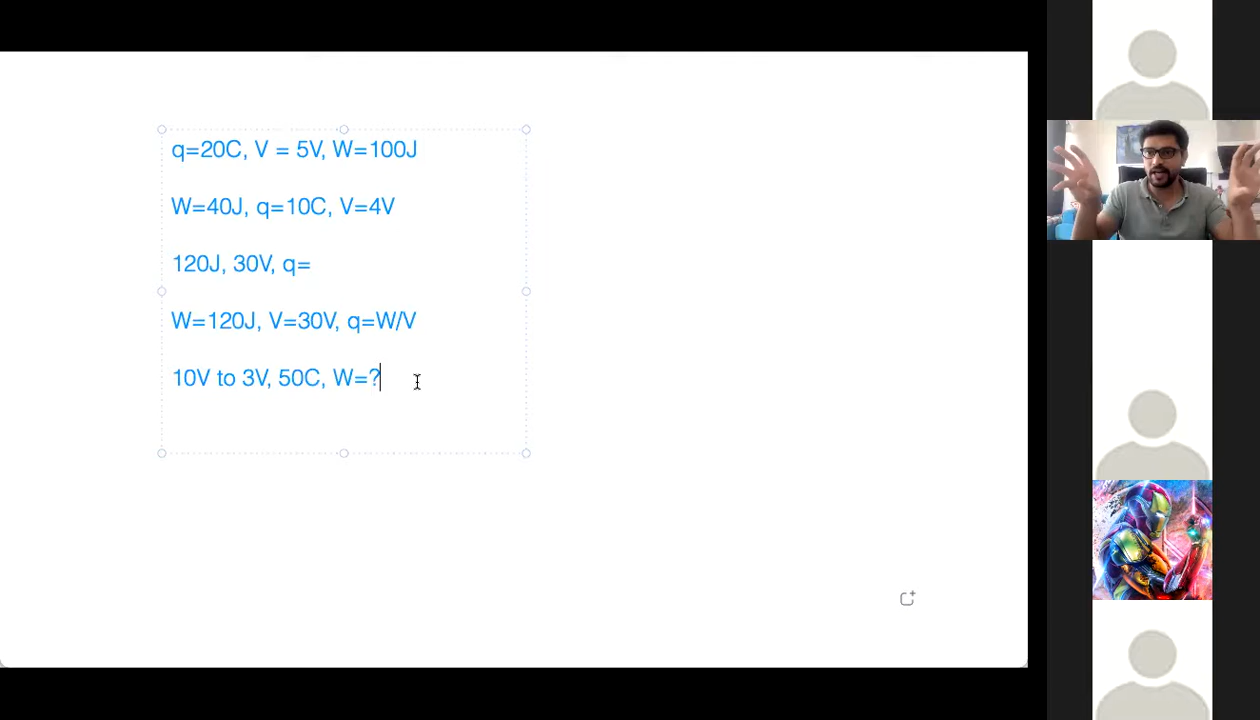 q=20C, V = 5V, W=100J
W=40J, q=10C, V=4V
120J, 30V, q=
W=120J, V=30V, q=W/V
10V to 3V, 50C, W=?